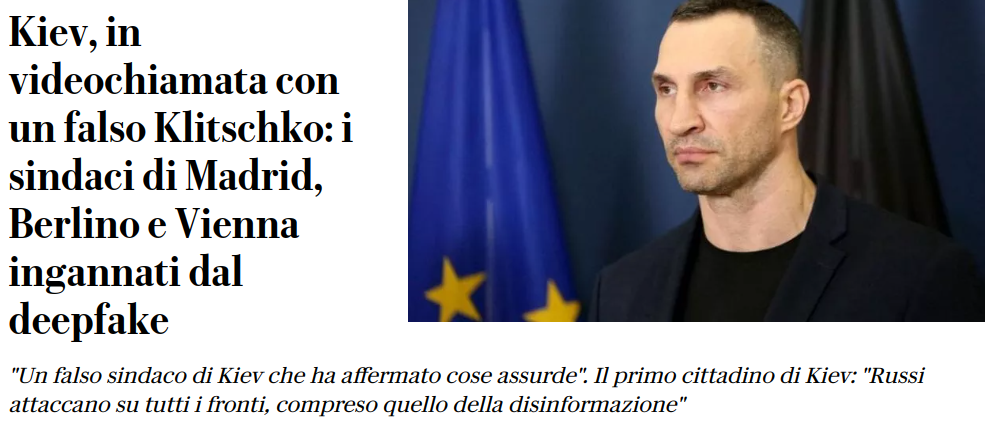 Kiev, in
videochiamata con
un falso Klitschko: i
sindaci di Madrid,
Berlino e Vienna
ingannati dal
deepfake
"Un falso sindaco di Kiev che ha affermato cose assurde". Il primo cittadino di Kiev: "Russi
attaccano su tutti i fronti, compreso quello della disinformazione"